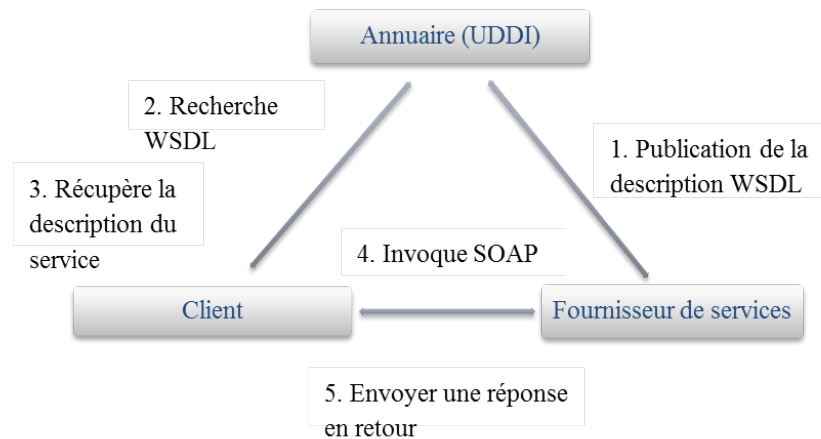 Annuaire (UDDI)
2. Recherche
WSDL
1. Publication de la
description WSDL
3. Récupère la
description du
service
4. Invoque SOAP
Client
Fournisseur de services
5. Envoyer une réponse
en retour